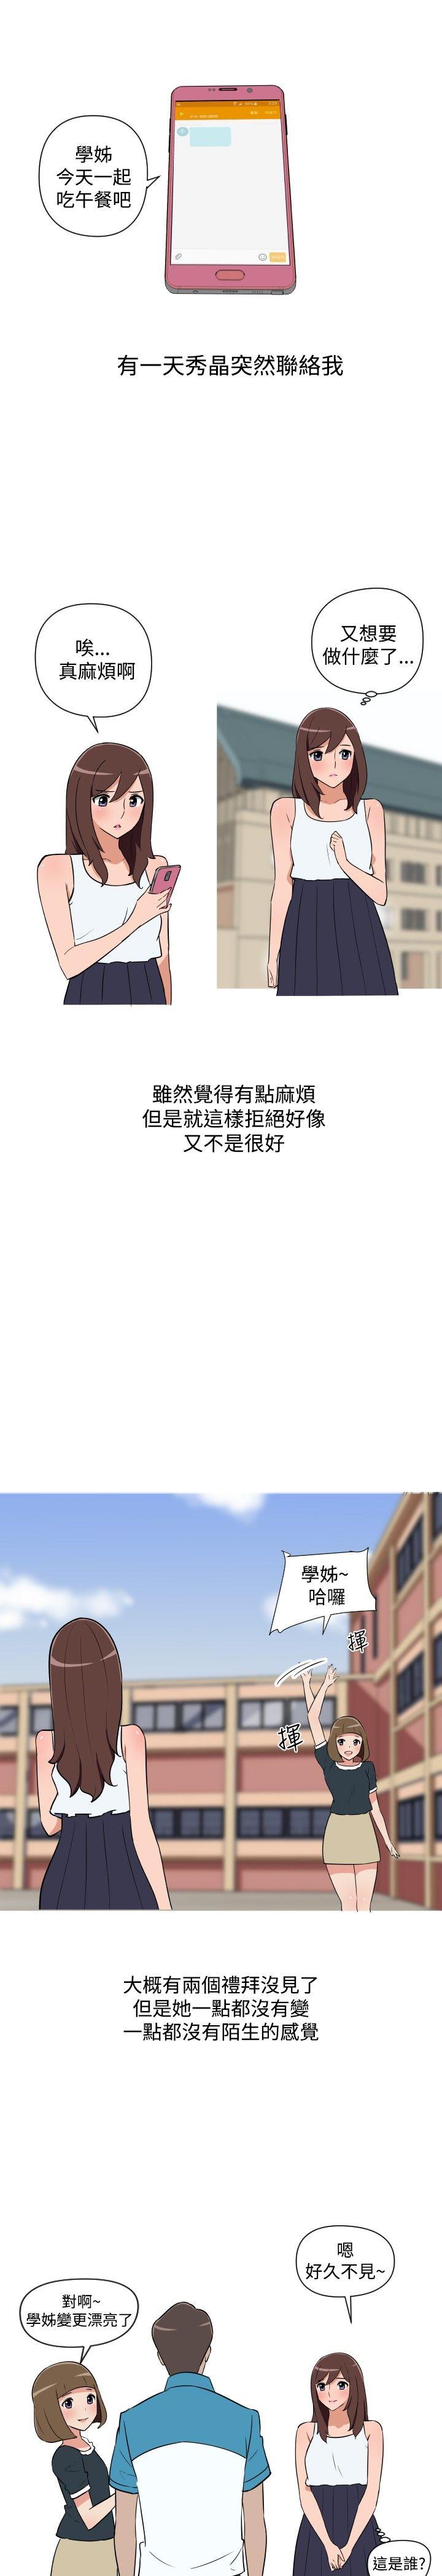 學姊
今天一起
吃午餐吧
有一天秀晶突然聯絡我
唉...
真麻煩啊
又想要
做什麼了...
雖然覺得有點麻煩
但是就這樣拒絕好像
又不是很好
學姊~
哈囉
揮
揮
大概有兩個禮拜沒見了
但是她一點都沒有變
一點都沒有陌生的感覺
嗯
好久不見~
對啊~
學姊變更漂亮了
這是誰?